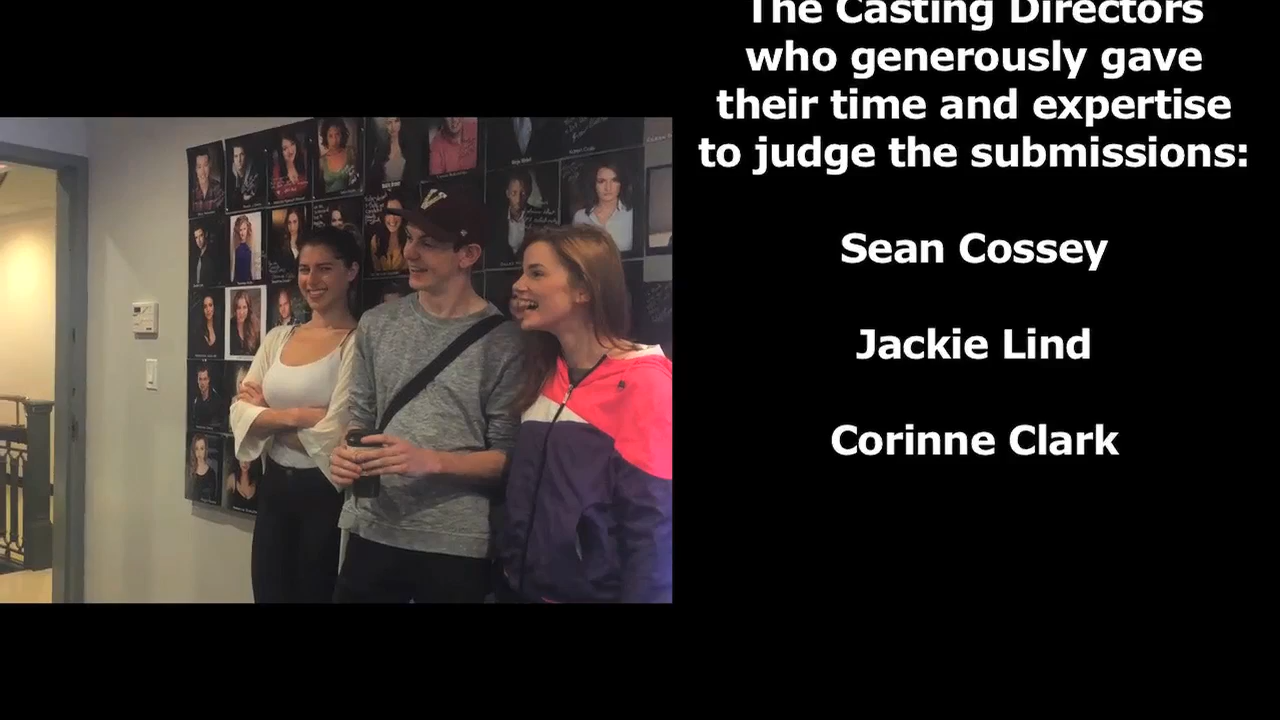 The Casting Directors
who generously gave
their time and expertise
to judge the submissions:
Sean Cossey
Jackie Lind
Corinne Clark